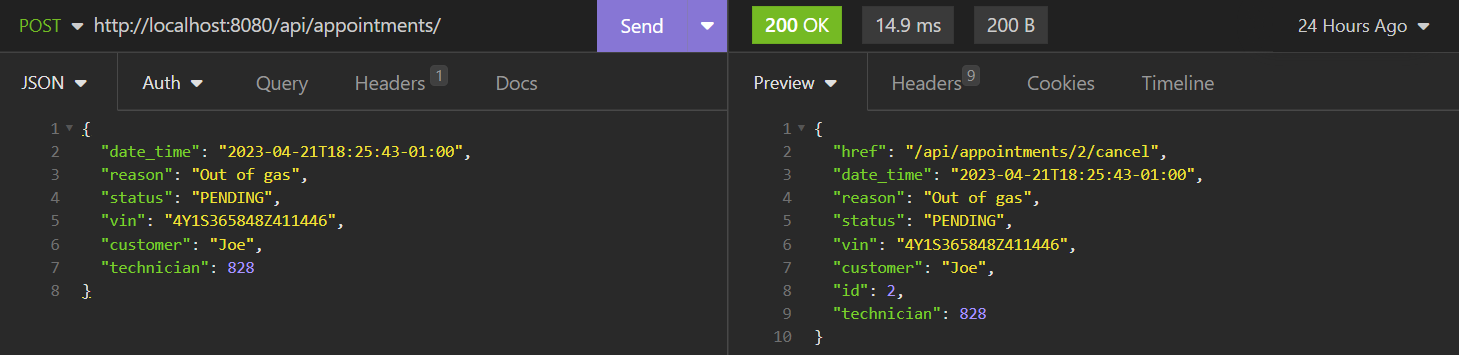 POST http://localhost:8080/api/appointments/ Send 200 OK 14.9 ms 200 B 24 Hours Ago
JSON Auth Query Headers 1 Docs Preview Headers 9 Cookies Timeline
1 {
2 "date_time": "2023-04-21T18:25:43-01:00",
3 "reason": "Out of gas",
4 "status": "PENDING",
5 "vin": "4Y1S365848Z411446",
6 "customer": "Joe",
7 "technician": 828
8 }
1 {
2 "href": "/api/appointments/2/cancel",
3 "date_time": "2023-04-21T18:25:43-01:00",
4 "reason": "Out of gas",
5 "status": "PENDING",
6 "vin": "4Y1S365848Z411446",
7 "customer": "Joe",
8 "id": 2,
9 "technician": 828
10 }